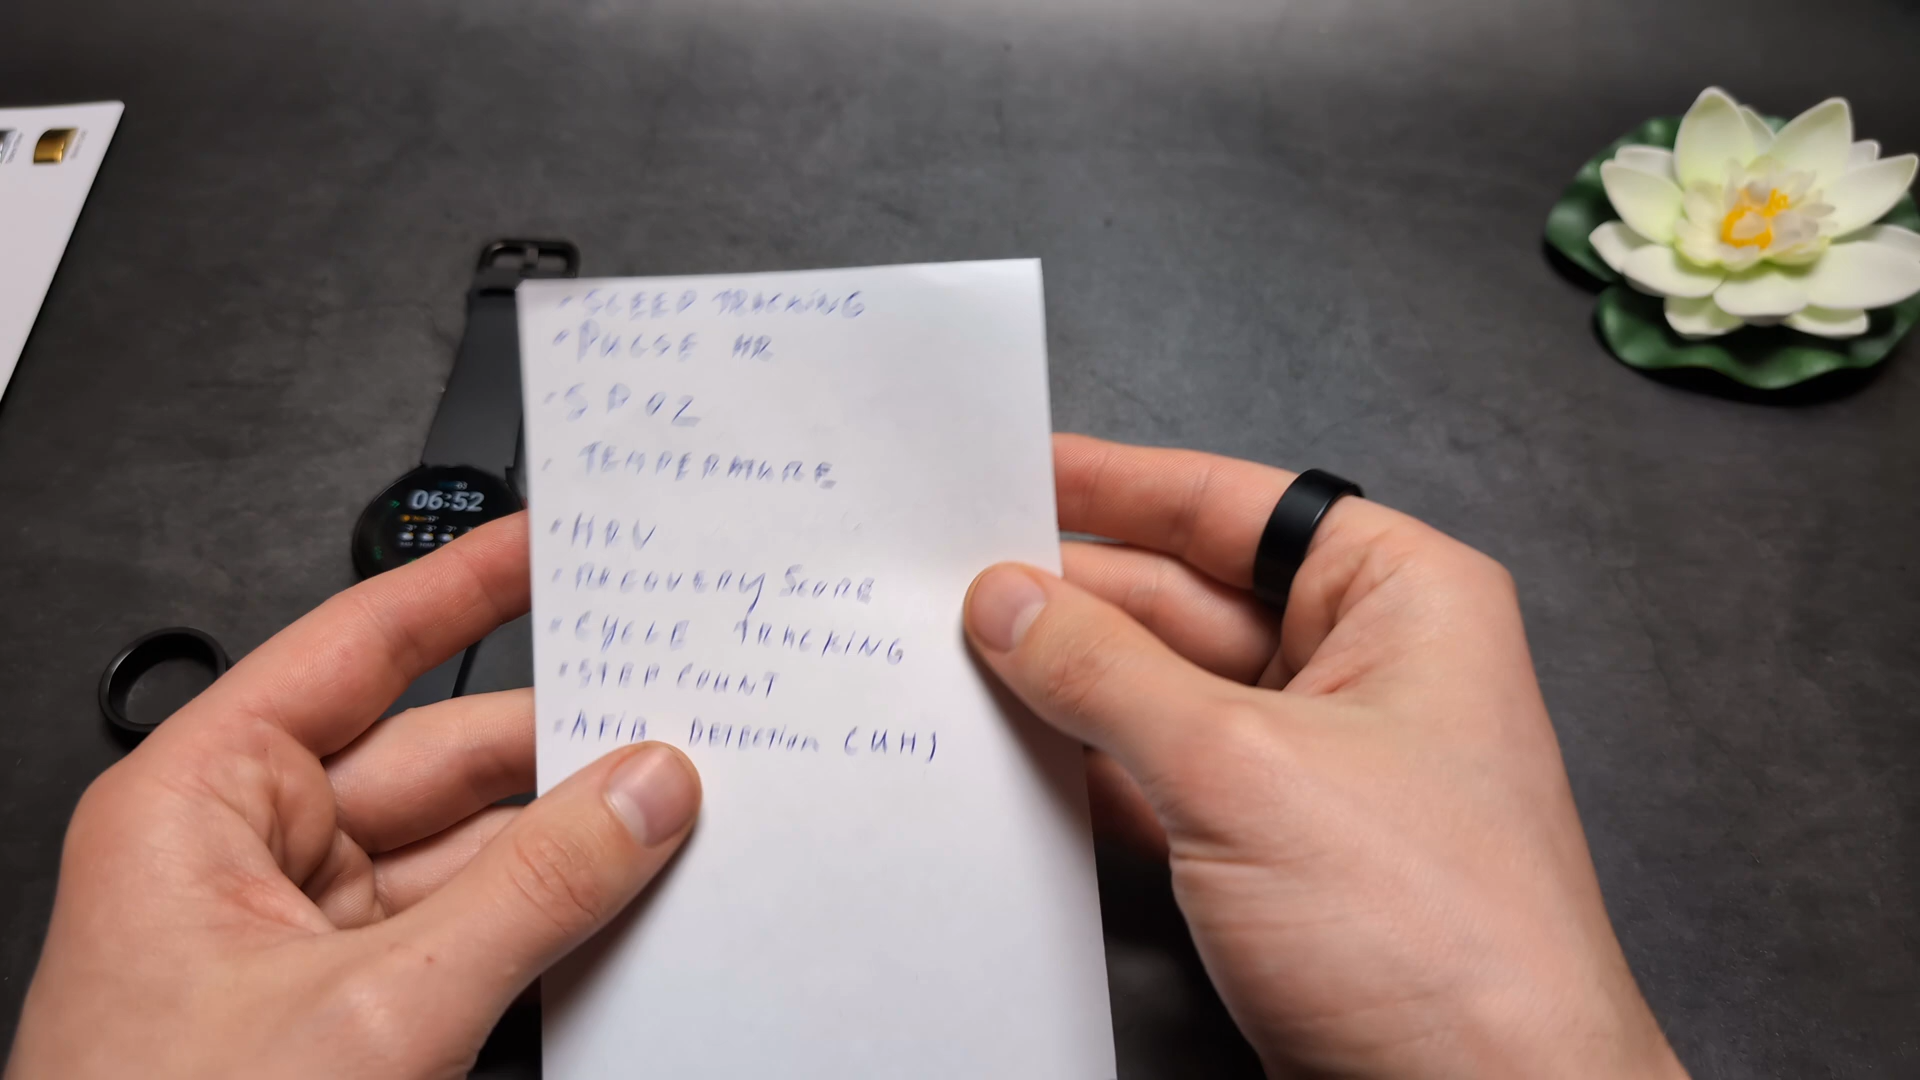 06:52
• SLEEP TRACKING
• PULSE HR
• SPO2
• TEMPERATURE
• HRV
• RECOVERY SCORE
• CYCLE TRACKING
• STEP COUNT
• AFIB DETECTION (UH)